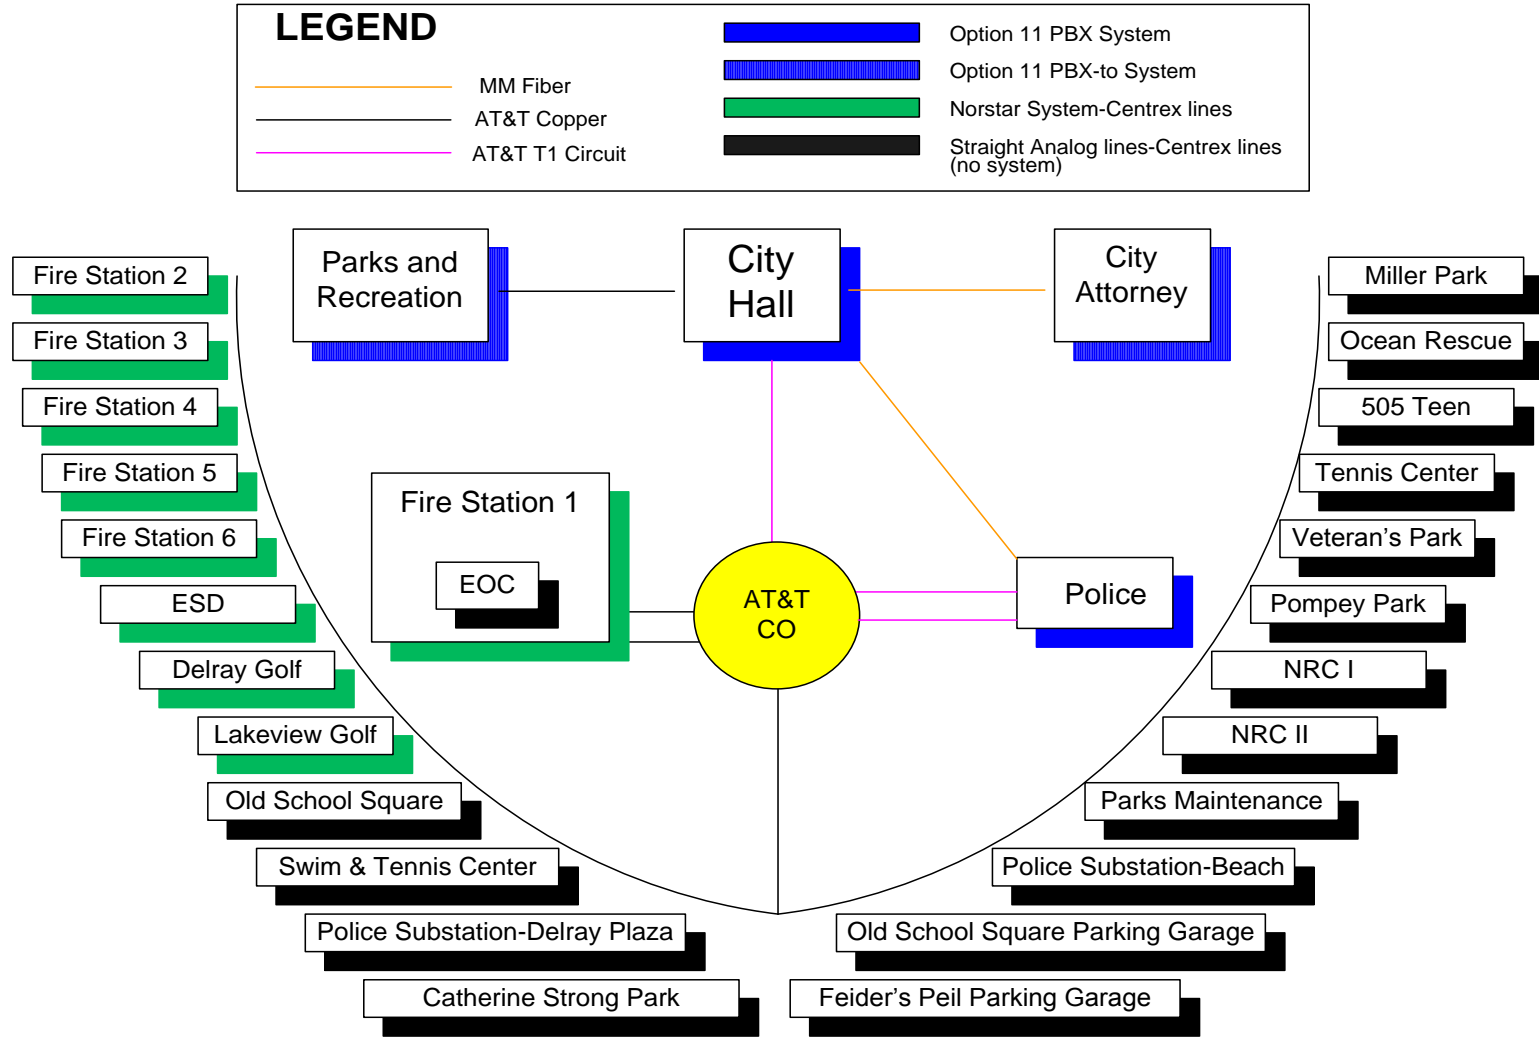 LEGEND
MM Fiber
AT&T Copper
AT&T T1 Circuit
Option 11 PBX System
Option 11 PBX-to System
Norstar System-Centrex lines
Straight Analog lines-Centrex lines
(no system)
Parks and
Recreation
City
Hall
City
Attorney
Fire Station 1
EOC
AT&T
CO
Police
Fire Station 2
Fire Station 3
Fire Station 4
Fire Station 5
Fire Station 6
ESD
Delray Golf
Lakeview Golf
Old School Square
Swim & Tennis Center
Police Substation-Delray Plaza
Catherine Strong Park
Miller Park
Ocean Rescue
505 Teen
Tennis Center
Veteran's Park
Pompey Park
NRC I
NRC II
Parks Maintenance
Police Substation-Beach
Old School Square Parking Garage
Feider's Peil Parking Garage